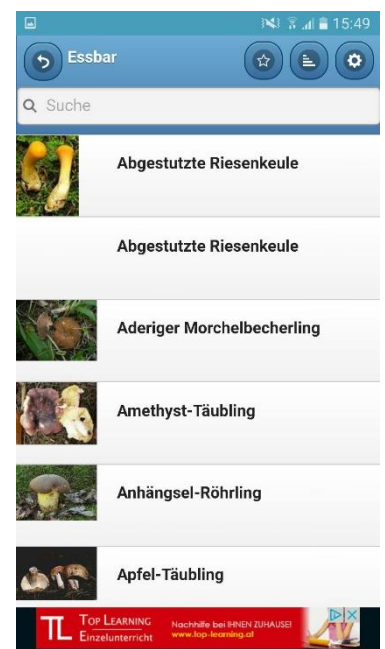 15:49
Essbar
Suche
Abgestutzte Riesenkeule
Abgestutzte Riesenkeule
Aderiger Morchelbecherling
Amethyst-Täubling
Anhängsel-Röhrling
Apfel-Täubling
TL TOP LEARNING Nachhilfe bei IHNEN ZUHAUSE!
Einzelunterricht www.top-learning.at